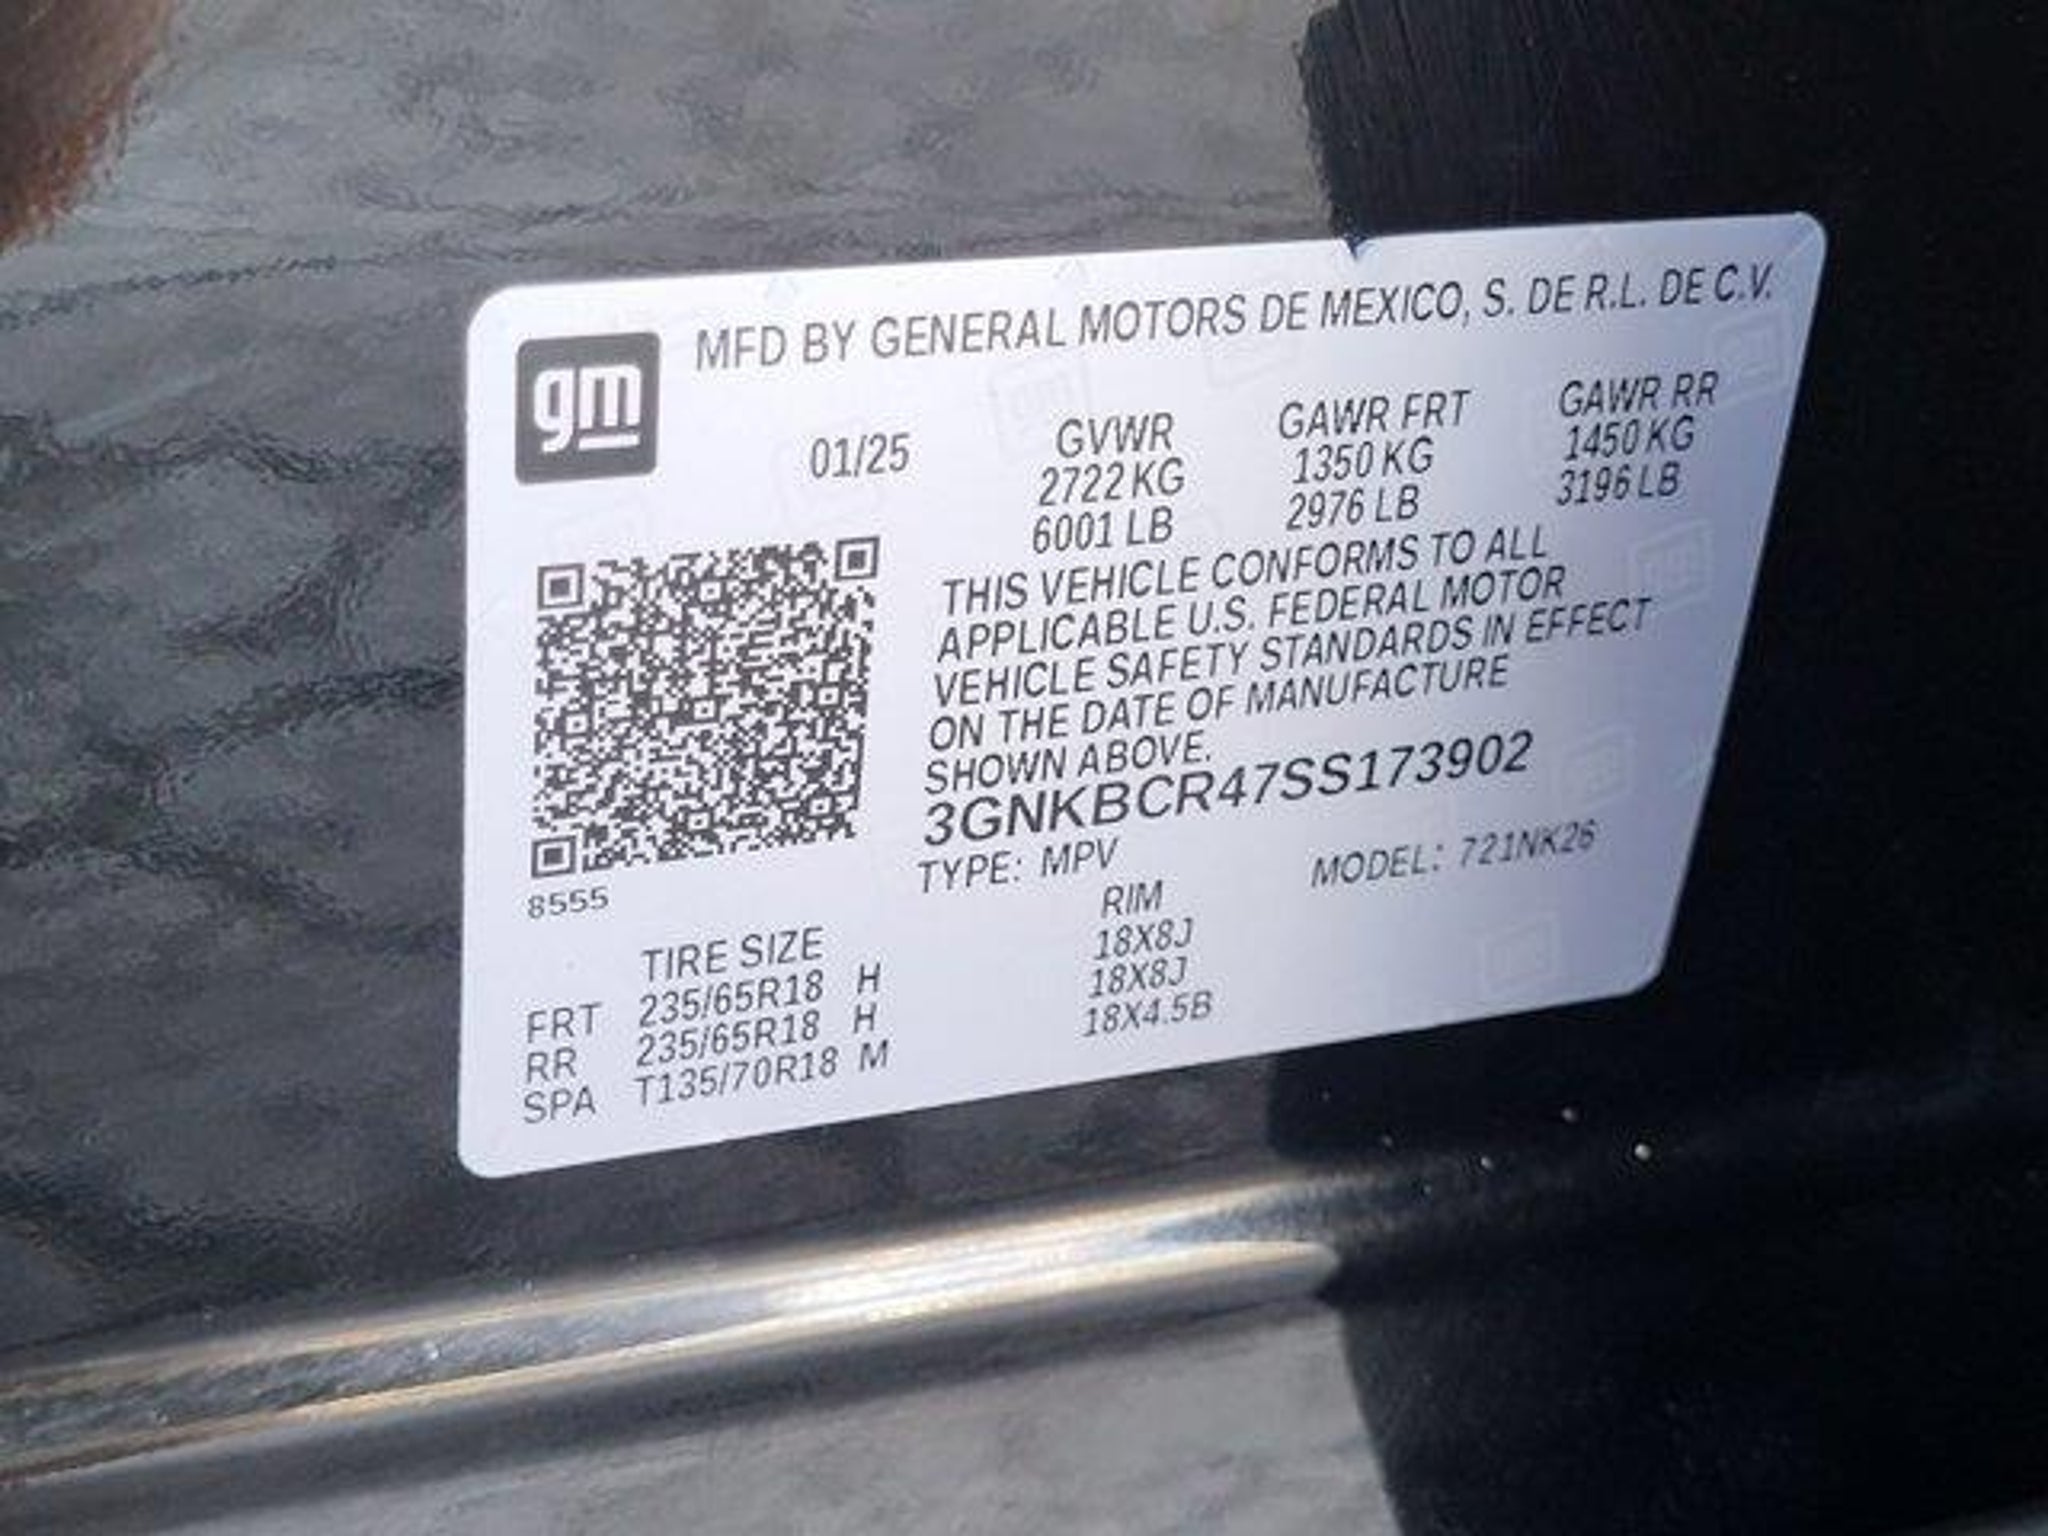 gm
MFD BY GENERAL MOTORS DE MEXICO, S. DE R.L. DE C.V.
01/25
GVWR
2722 KG
6001 LB
GAWR FRT
1350 KG
2976 LB
GAWR RR
1450 KG
3196 LB
THIS VEHICLE CONFORMS TO ALL
APPLICABLE U.S. FEDERAL MOTOR
VEHICLE SAFETY STANDARDS IN EFFECT
ON THE DATE OF MANUFACTURE
SHOWN ABOVE.
3GNKBCR47SS173902
TYPE: MPV MODEL: 721NK26
8555
TIRE SIZE RIM
FRT 235/65R18 H 18X8J
RR 235/65R18 H 18X8J
SPA T135/70R18 M 18X4.5B